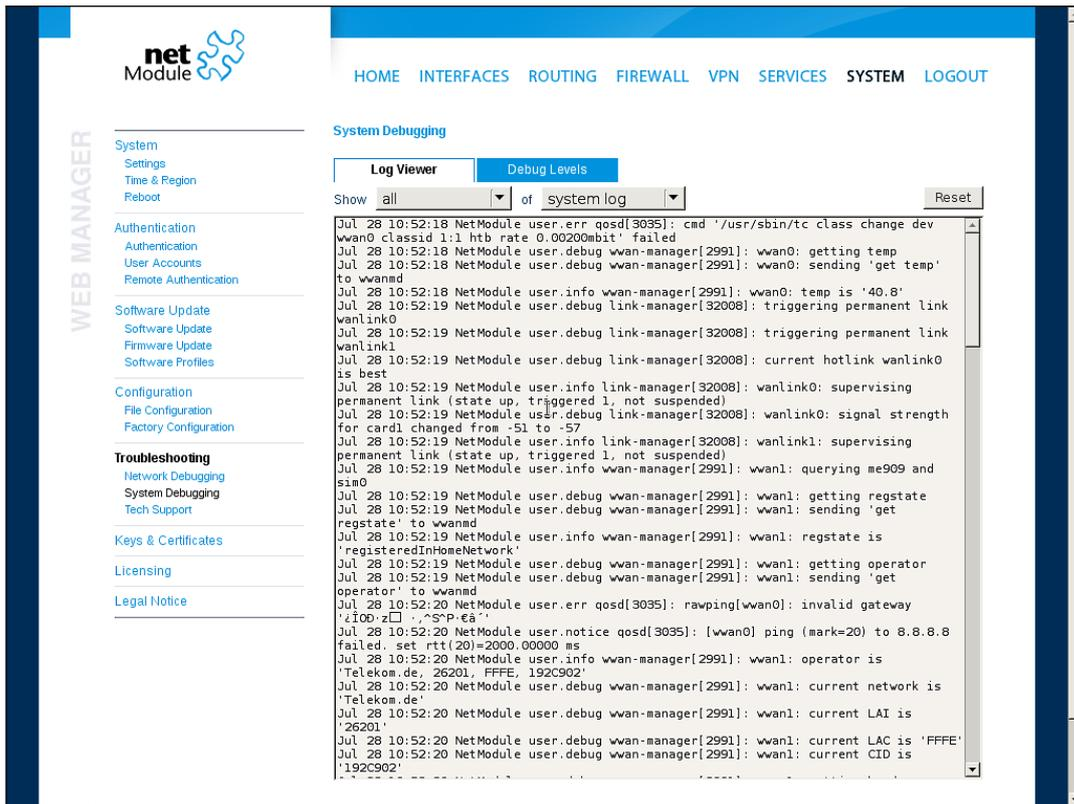 net
Module
HOME INTERFACES ROUTING FIREWALL VPN SERVICES SYSTEM LOGOUT
WEB MANAGER
System
Settings
Time & Region
Reboot
Authentication
Authentication
User Accounts
Remote Authentication
Software Update
Software Update
Firmware Update
Software Profiles
Configuration
File Configuration
Factory Configuration
Troubleshooting
Network Debugging
System Debugging
Tech Support
Keys & Certificates
Licensing
Legal Notice
System Debugging
Log Viewer Debug Levels
Show all of system log Reset
Jul 28 10:52:18 NetModule user.err qosd[3035]: cmd '/usr/sbin/tc class change dev
wwan0 classid 1:1 htb rate 0.00200mbit' failed
Jul 28 10:52:18 NetModule user.debug wwan-manager[2991]: wwan0: getting temp
Jul 28 10:52:18 NetModule user.debug wwan-manager[2991]: wwan0: sending 'get temp'
to wwanmd
Jul 28 10:52:18 NetModule user.info wwan-manager[2991]: wwan0: temp is '40.8'
Jul 28 10:52:19 NetModule user.debug link-manager[32008]: triggering permanent link
wanlink0
Jul 28 10:52:19 NetModule user.debug link-manager[32008]: triggering permanent link
wanlink1
Jul 28 10:52:19 NetModule user.debug link-manager[32008]: current hotlink wanlink0
is best
Jul 28 10:52:19 NetModule user.info link-manager[32008]: wanlink0: supervising
permanent link (state up, triggered 1, not suspended)
Jul 28 10:52:19 NetModule user.debug link-manager[32008]: wanlink0: signal strength
for card1 changed from -51 to -57
Jul 28 10:52:19 NetModule user.info link-manager[32008]: wanlink1: supervising
permanent link (state up, triggered 1, not suspended)
Jul 28 10:52:19 NetModule user.info wwan-manager[2991]: wwan1: querying me909 and
sim0
Jul 28 10:52:19 NetModule user.debug wwan-manager[2991]: wwan1: getting regstate
Jul 28 10:52:19 NetModule user.debug wwan-manager[2991]: wwan1: sending 'get
regstate' to wwanmd
Jul 28 10:52:19 NetModule user.info wwan-manager[2991]: wwan1: regstate is
'registeredInHomeNetwork'
Jul 28 10:52:19 NetModule user.debug wwan-manager[2991]: wwan1: getting operator
Jul 28 10:52:19 NetModule user.debug wwan-manager[2991]: wwan1: sending 'get
operator' to wwanmd
Jul 28 10:52:20 NetModule user.err qosd[3035]: rawping[wwan0]: invalid gateway
Jul 28 10:52:20 NetModule user.notice qosd[3035]: [wwan0] ping (mark=20) to 8.8.8.8
failed. set rtt(20)=2000.00000 ms
Jul 28 10:52:20 NetModule user.info wwan-manager[2991]: wwan1: operator is
'Telekom.de, 26201, FFFE, 192C902'
Jul 28 10:52:20 NetModule user.debug wwan-manager[2991]: wwan1: current network is
'Telekom.de'
Jul 28 10:52:20 NetModule user.debug wwan-manager[2991]: wwan1: current LAI is
'26201'
Jul 28 10:52:20 NetModule user.debug wwan-manager[2991]: wwan1: current LAC is 'FFFE'
Jul 28 10:52:20 NetModule user.debug wwan-manager[2991]: wwan1: current CID is
'192C902'